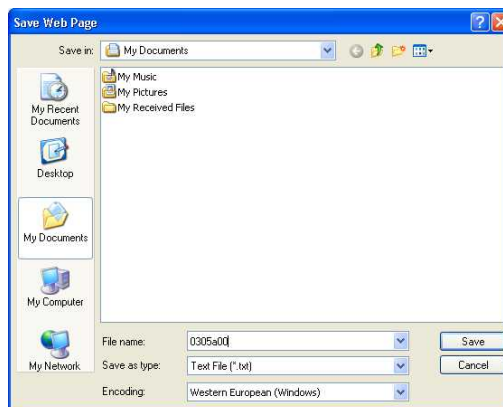 Save Web Page
Save in: My Documents
My Music
My Pictures
My Received Files
My Recent
Documents
Desktop
My Documents
My Computer
My Network
File name: 0305a00
Save as type: Text File (*.txt)
Encoding: Western European (Windows)
Save
Cancel